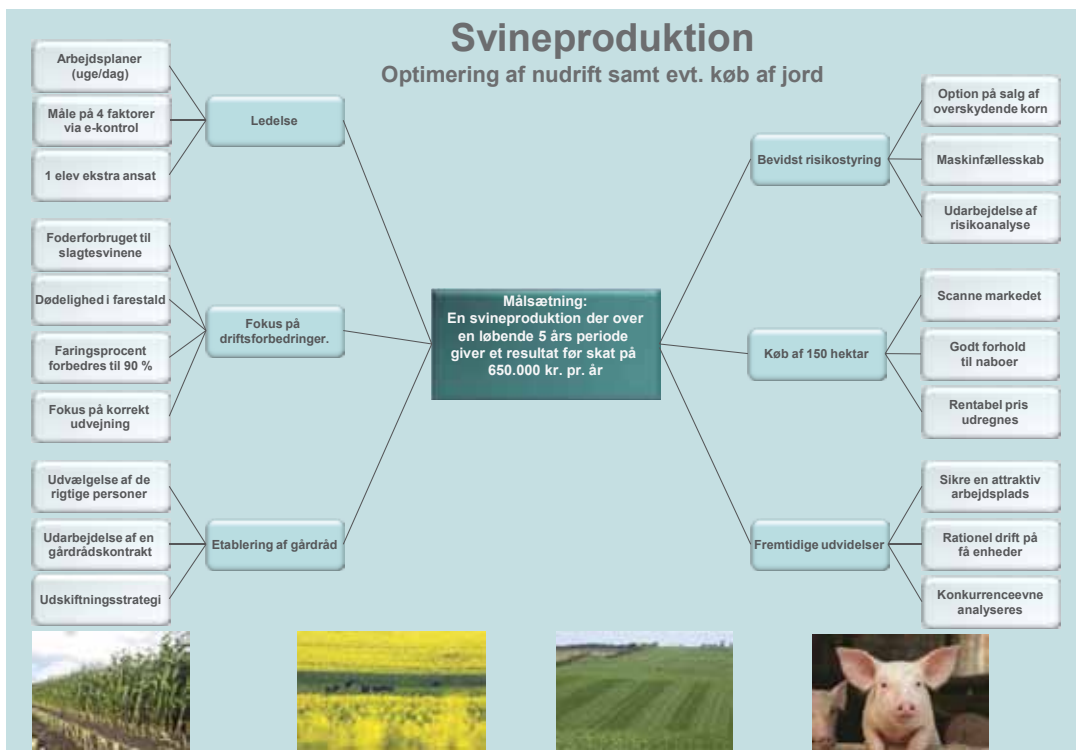 Svineproduktion
Optimering af nudrift samt evt. køb af jord
Arbejdsplaner
(uge/dag)
Måle på 4 faktorer
via e-kontrol
1 elev ekstra ansat
Ledelse
Foderforbruget til
slagtesvinene
Dødelighed i farestald
Faringsprocent
forbedres til 90 %
Fokus på korrekt
udvejning
Fokus på
driftsforbedringer.
Udvælgelse af de
rigtige personer
Udarbejdelse af en
gårdrådskontrakt
Udskiftningsstrategi
Etablering af gårdråd
Målsætning:
En svineproduktion der over
en løbende 5 års periode
giver et resultat før skat på
650.000 kr. pr. år
Bevidst risikostyring
Option på salg af
overskydende korn
Maskinfællesskab
Udarbejdelse af
risikoanalyse
Køb af 150 hektar
Scanne markedet
Godt forhold
til naboer
Rentabel pris
udregnes
Fremtidige udvidelser
Sikre en attraktiv
arbejdsplads
Rationel drift på
få enheder
Konkurrenceevne
analyseres